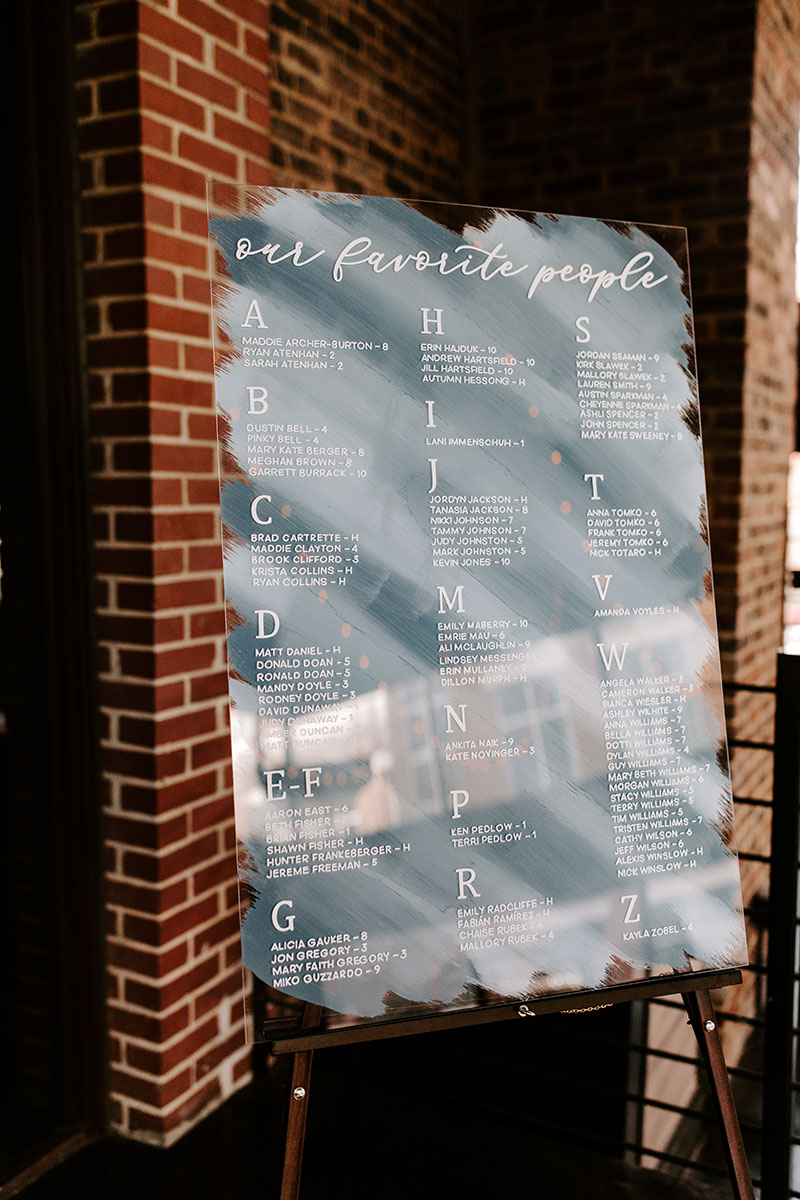 our favorite people
A
MADDIE ARCHER-BURTON - 8
RYAN ATENHAN - 2
SARAH ATENHAN - 2
B
DUSTIN BELL - 4
PINKY BELL - 4
MARY KATE BERGER - 8
MEGHAN BROWN - 8
GARRETT BURRACK - 10
C
BRAD CARTRETTE - H
MADDIE CLAYTON - 4
BROOK CLIFFORD - 3
KRISTA COLLINS - H
RYAN COLLINS - H
D
MATT DANIEL - H
DONALD DOAN - 5
RONALD DOAN - 5
MANDY DOYLE - 3
RODNEY DOYLE - 3
DAVID DUNAWAY - 1
JUDY DUNAWAY - 1
AMBER DUNCAN
MATT DUNCAN
E-F
AARON EAST - 6
BETH FISHER - 5
BRIAN FISHER - 1
SHAWN FISHER - H
HUNTER FRANKEBERGER - H
JEREME FREEMAN - 5
G
ALICIA GAUKER - 8
JON GREGORY - 3
MARY FAITH GREGORY - 3
MIKO GUZZARDO - 9
H
ERIN HAJDUK - 10
ANDREW HARTSFIELD - 10
JILL HARTSFIELD - 10
AUTUMN HESSONG - H
I
LANI IMMENSCHUH - 1
J
JORDYN JACKSON - H
TANASIA JACKSON - 8
NIKKI JOHNSON - 7
TAMMY JOHNSON - 7
JUDY JOHNSTON - 5
MARK JOHNSTON - 5
KEVIN JONES - 10
M
EMILY MABERRY - 10
EMRIE MAU - 6
ALI MCLAUGHLIN - 9
LINDSEY MESSENGER - H
ERIN MULLANEY - 9
DILLON MURPH - H
N
ANKITA NAIK - 9
KATE NOVINGER - 3
P
KEN PEDLOW - 1
TERRI PEDLOW - 1
R
EMILY RADCLIFFE - H
FABIÁN RAMÍREZ - H
CHAISE RUBEK - 4
MALLORY RUBEK - 4
S
JORDAN SEAMAN - 9
KIRK SLAWEK - 2
MALLORY SLAWEK - 2
LAUREN SMITH - 9
AUSTIN SPARKMAN - 4
CHEYENNE SPARKMAN - 4
ASHLI SPENCER - 2
JOHN SPENCER - 2
MARY KATE SWEENEY - 8
T
ANNA TOMKO - 6
DAVID TOMKO - 6
FRANK TOMKO - 6
JEREMY TOMKO - 6
NICK TOTARO - H
V
AMANDA VOYLES - H
W
ANGELA WALKER - 3
CAMERON WALKER - 3
BIANCA WIEBLER - H
ASHLEY WILHITE - 9
ANNA WILLIAMS - 7
BELLA WILLIAMS - 7
DOTTI WILLIAMS - 7
DYLAN WILLIAMS - 4
GUY WILLIAMS - 7
MARY BETH WILLIAMS - 7
MORGAN WILLIAMS - 6
STACY WILLIAMS - 5
TERRY WILLIAMS - 5
TIM WILLIAMS - 5
TRISTEN WILLIAMS - 7
CATHY WILSON - 6
JEFF WILSON - 6
ALEXIS WINSLOW - H
NICK WINSLOW - H
Z
KAYLA ZOBEL - 4